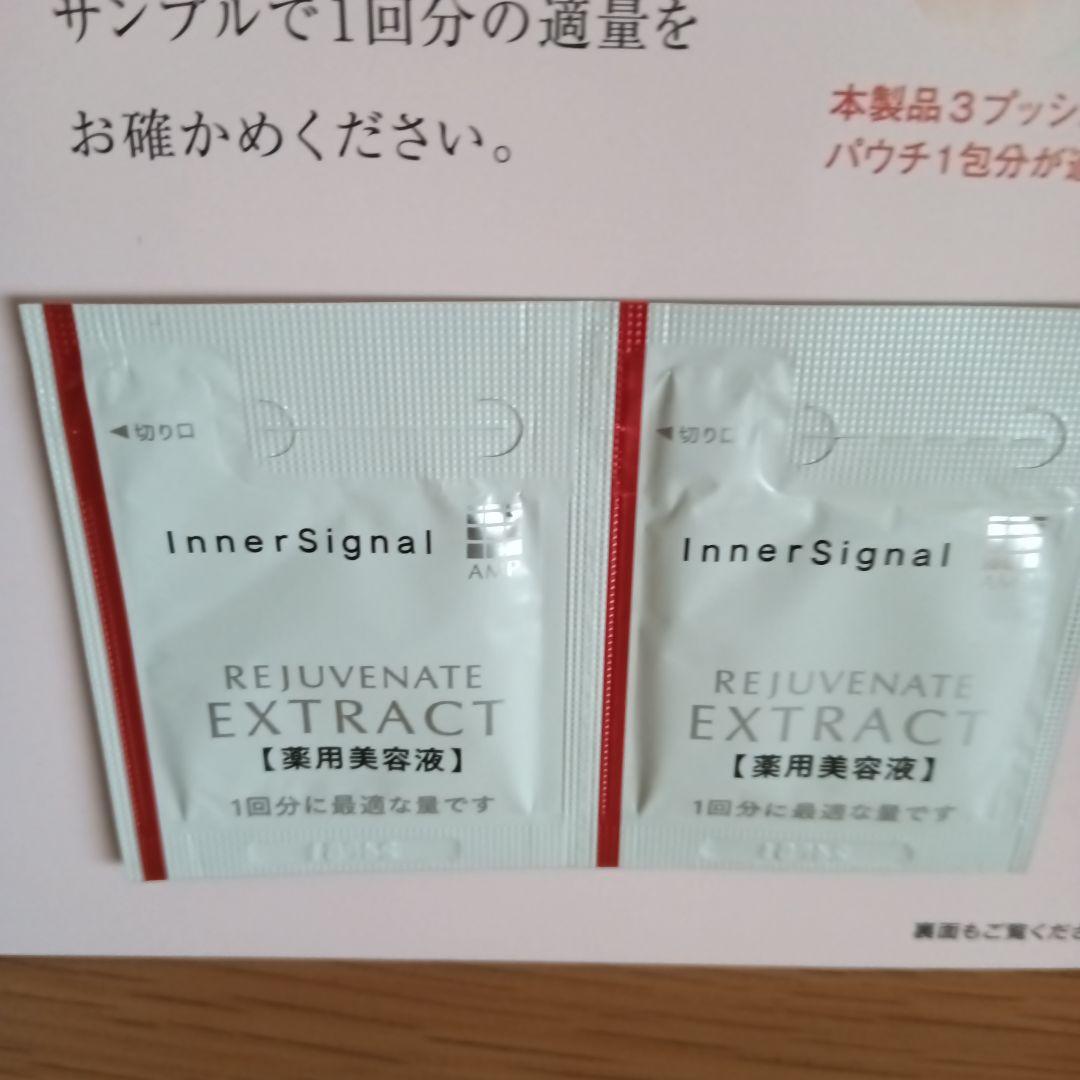 サンプルで1回分の適量を
お確かめください。
本製品3プッシ
パウチ1包分が
切り口
InnerSignal
AMP
REJUVENATE
EXTRACT
【薬用美容液】
1回分に最適な量です
切り口
InnerSignal
REJUVENATE
EXTRACT
【薬用美容液】
1回分に最適な量です
裏面もご覧くださ